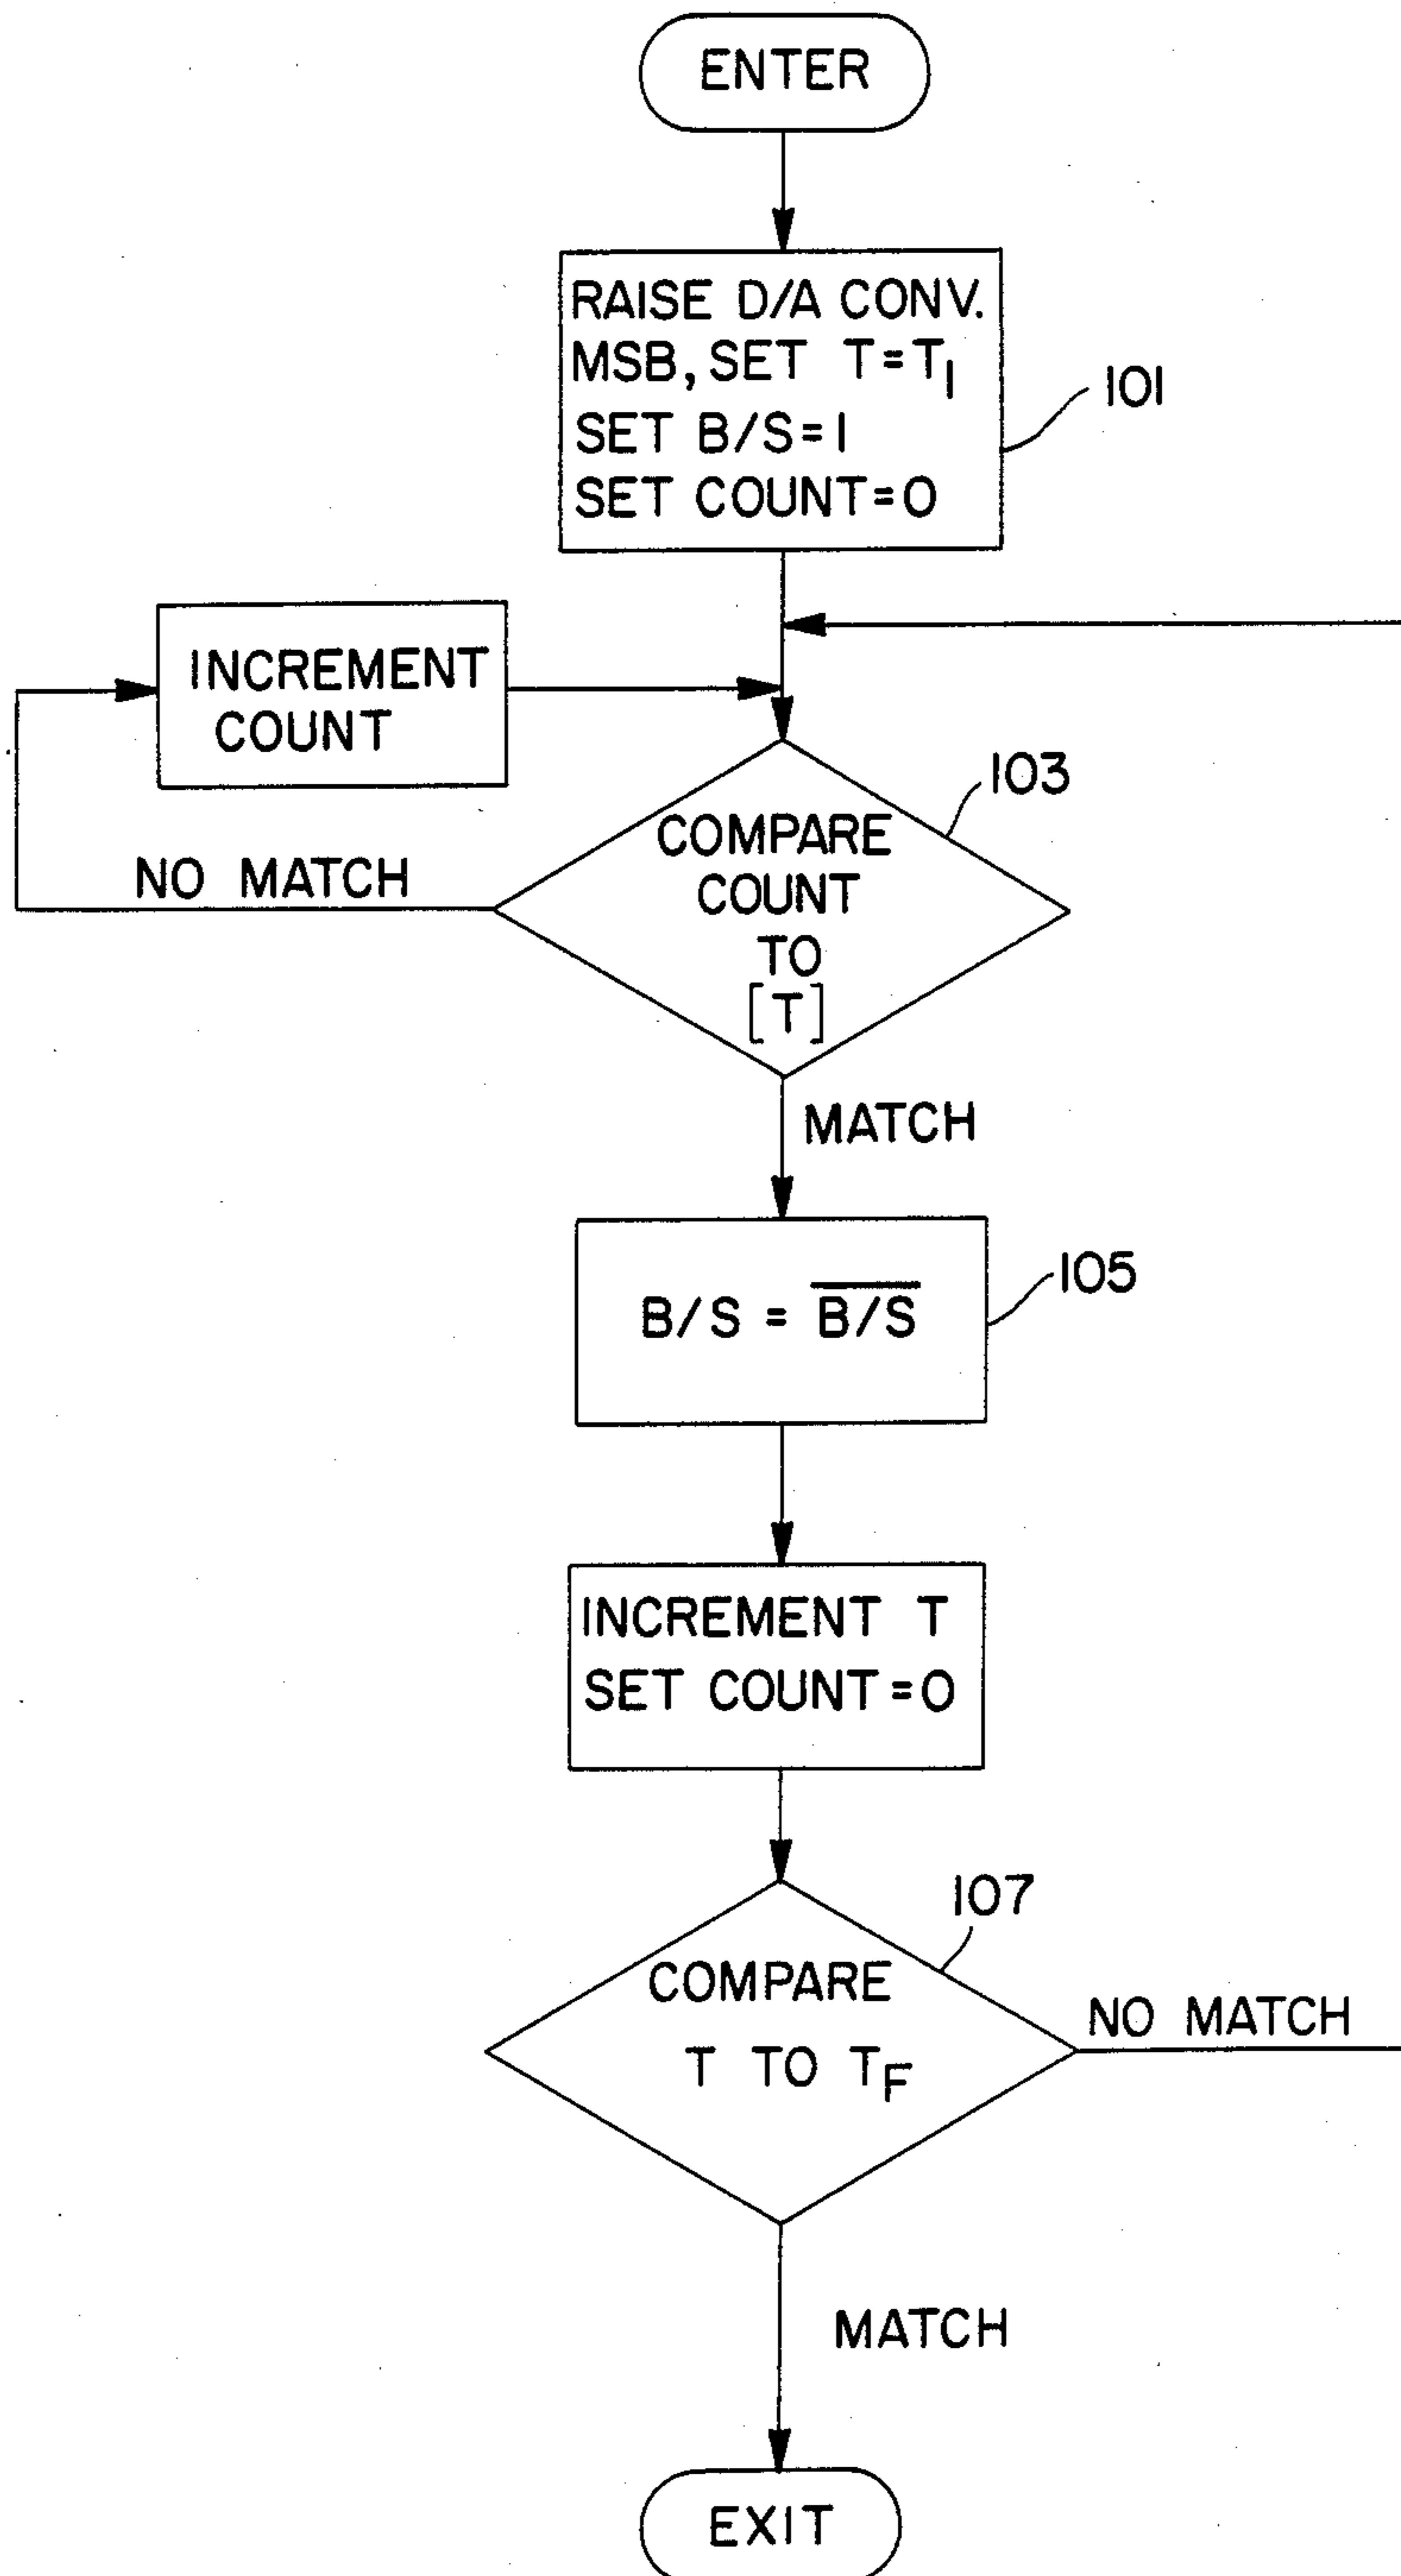 ENTER
RAISE D/A CONV.
MSB, SET T=T1
SET B/S=1
SET COUNT=0
101
INCREMENT
COUNT
103
COMPARE
COUNT
TO
[T]
NO MATCH
MATCH
B/S = B/S
105
INCREMENT T
SET COUNT=0
107
COMPARE
T TO TF
NO MATCH
MATCH
EXIT